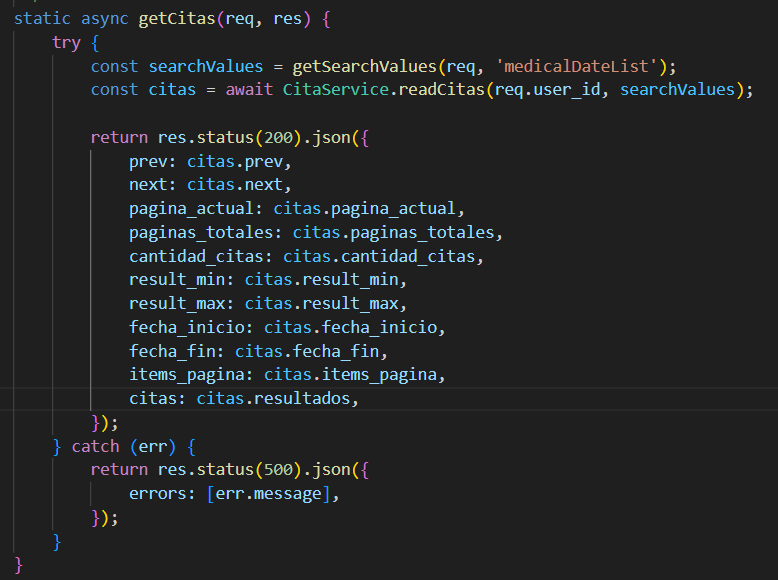 static async getCitas(req, res) {
    try {
        const searchValues = getSearchValues(req, 'medicalDateList');
        const citas = await CitaService.readCitas(req.user_id, searchValues);

        return res.status(200).json({
            prev: citas.prev,
            next: citas.next,
            pagina_actual: citas.pagina_actual,
            paginas_totales: citas.paginas_totales,
            cantidad_citas: citas.cantidad_citas,
            result_min: citas.result_min,
            result_max: citas.result_max,
            fecha_inicio: citas.fecha_inicio,
            fecha_fin: citas.fecha_fin,
            items_pagina: citas.items_pagina,
            citas: citas.resultados,
        });
    } catch (err) {
        return res.status(500).json({
            errors: [err.message],
        });
    }
}